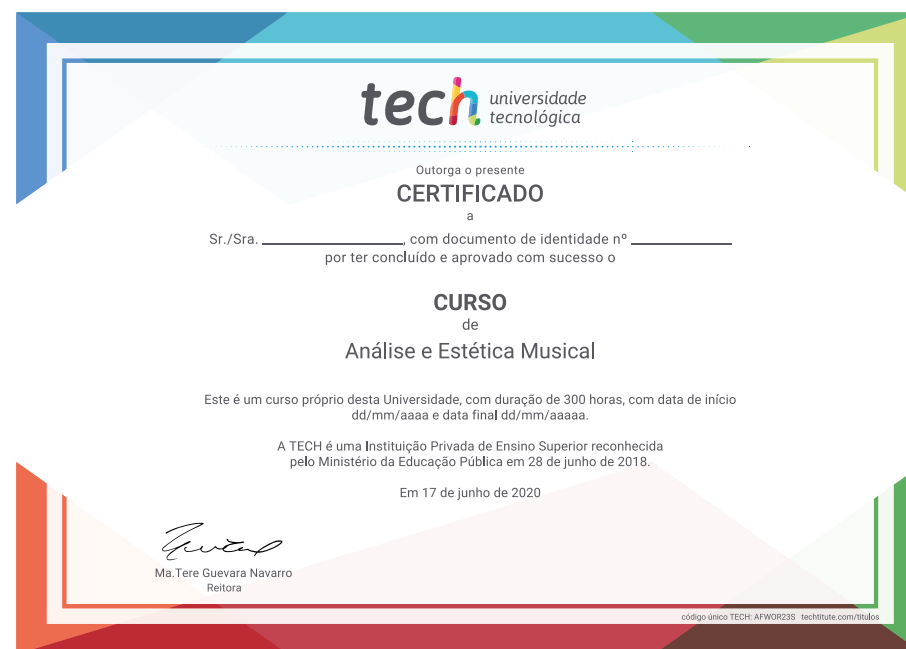 tech universidade
tecnológica
Outorga o presente
CERTIFICADO
a
Sr./Sra. ________________, com documento de identidade nº ____________
por ter concluído e aprovado com sucesso o
CURSO
de
Análise e Estética Musical
Este é um curso próprio desta Universidade, com duração de 300 horas, com data de início
dd/mm/aaaa e data final dd/mm/aaaaa.
A TECH é uma Instituição Privada de Ensino Superior reconhecida
pelo Ministério da Educação Pública em 28 de junho de 2018.
Em 17 de junho de 2020
Ma.Tere Guevara Navarro
Reitora
código único TECH: AFWOR23S techtitute.com/titulos